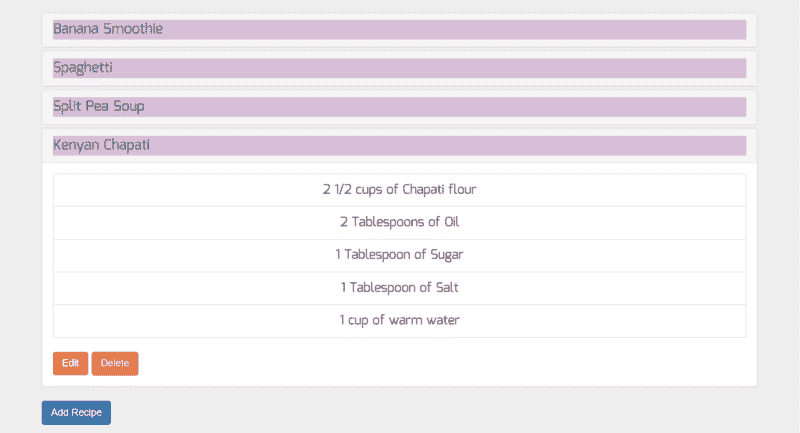 Banana Smoothie
Spaghetti
Split Pea Soup
Kenyan Chapati
2 1/2 cups of Chapati flour
2 Tablespoons of Oil
1 Tablespoon of Sugar
1 Tablespoon of Salt
1 cup of warm water
Edit Delete
Add Recipe